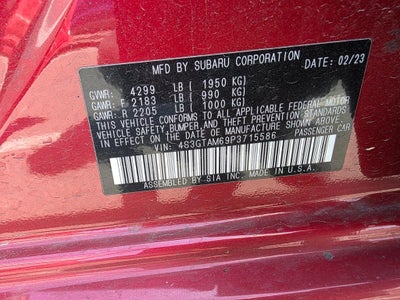 MFD BY SUBARU CORPORATION DATE: 02/23
GVWR: 4299 LB ( 1950 KG)
GAWR: F 2183 LB ( 990 KG)
GAWR: R 2205 LB ( 1000 KG)
THIS VEHICLE CONFORMS TO ALL APPLICABLE FEDERAL MOTOR
VEHICLE SAFETY,BUMPER,AND THEFT PREVENTION STANDARDS
IN EFFECT ON THE DATE OF MANUFACTURE SHOWN ABOVE.
VIN: 4S3GTAM69P3715586 PASSENGER CAR
ASSEMBLED BY SIA INC. MADE IN U.S.A.